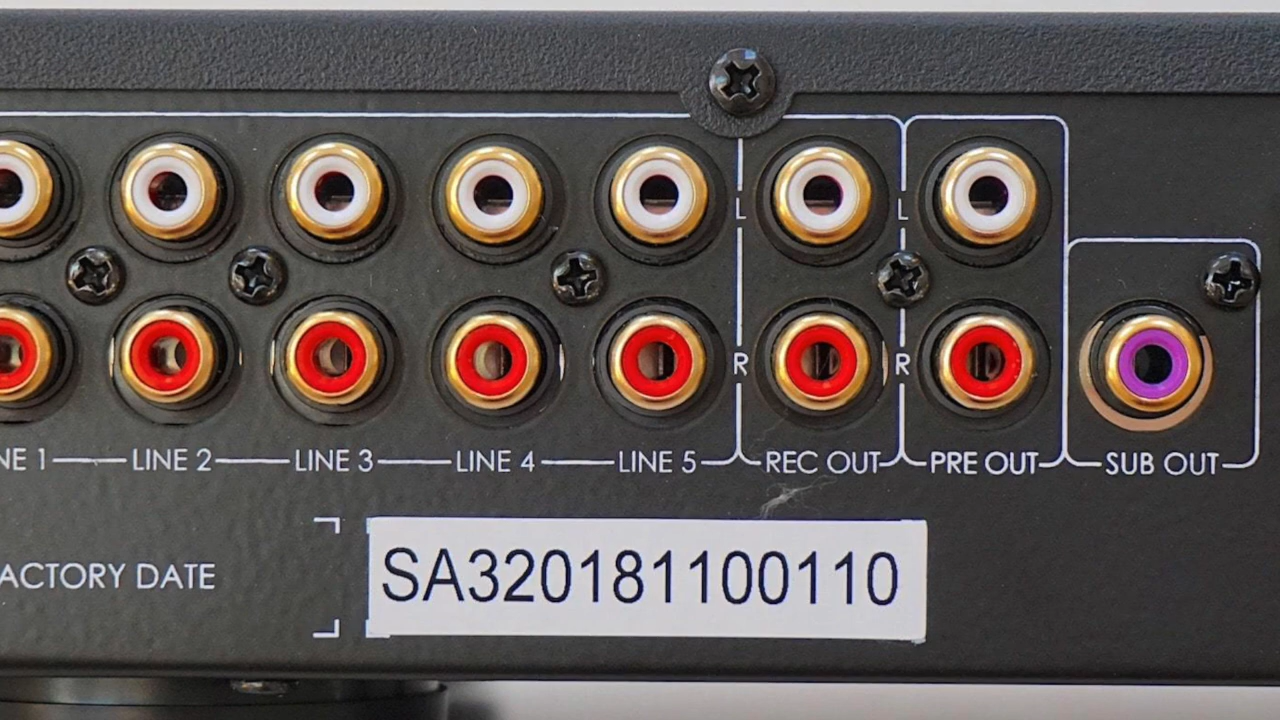 L L
R R
NE 1 LINE 2 LINE 3 LINE 4 LINE 5 REC OUT PRE OUT SUB OUT
ACTORY DATE SA320181100110